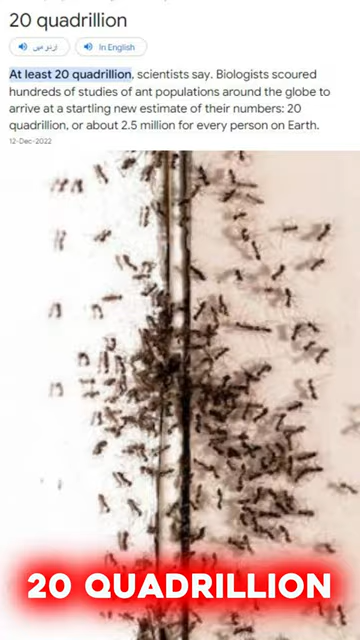 20 quadrillion
اردو میں
In English
At least 20 quadrillion, scientists say. Biologists scoured
hundreds of studies of ant populations around the globe to
arrive at a startling new estimate of their numbers: 20
quadrillion, or about 2.5 million for every person on Earth.
12-Dec-2022
20 QUADRILLION